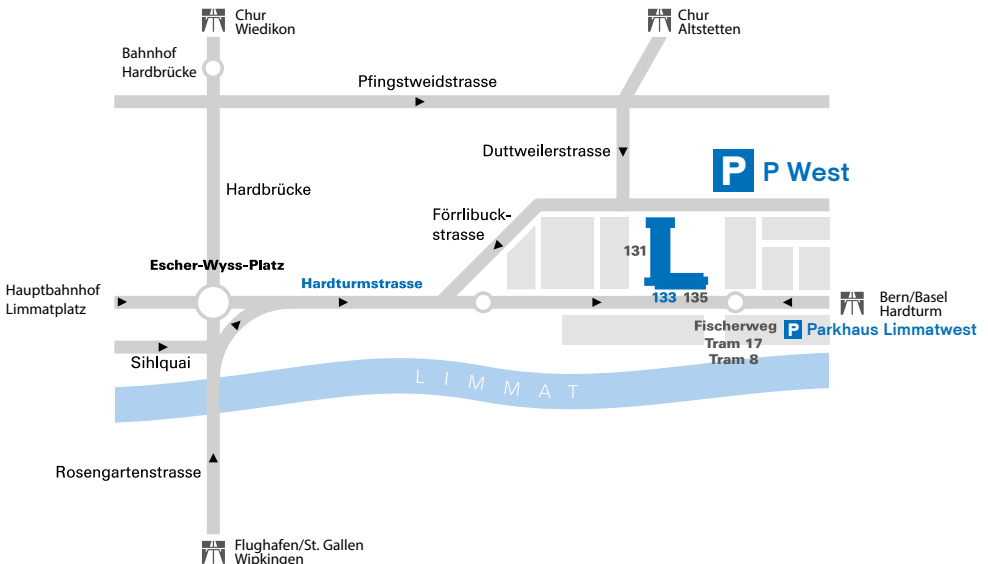 Chur
Wiedikon
Chur
Altstetten
Bahnhof
Hardbrücke
Pfingstweidstrasse
Duttweilerstrasse
P P West
Hardbrücke
Förrlibuck-
strasse
131
Escher-Wyss-Platz
Hauptbahnhof
Limmatplatz
Hardturmstrasse
133 135
Bern/Basel
Hardturm
Fischerweg
Tram 17
Tram 8
P Parkhaus Limmatwest
Sihlquai
LIMMAT
Rosengartenstrasse
Flughafen/St. Gallen
Wipkingen